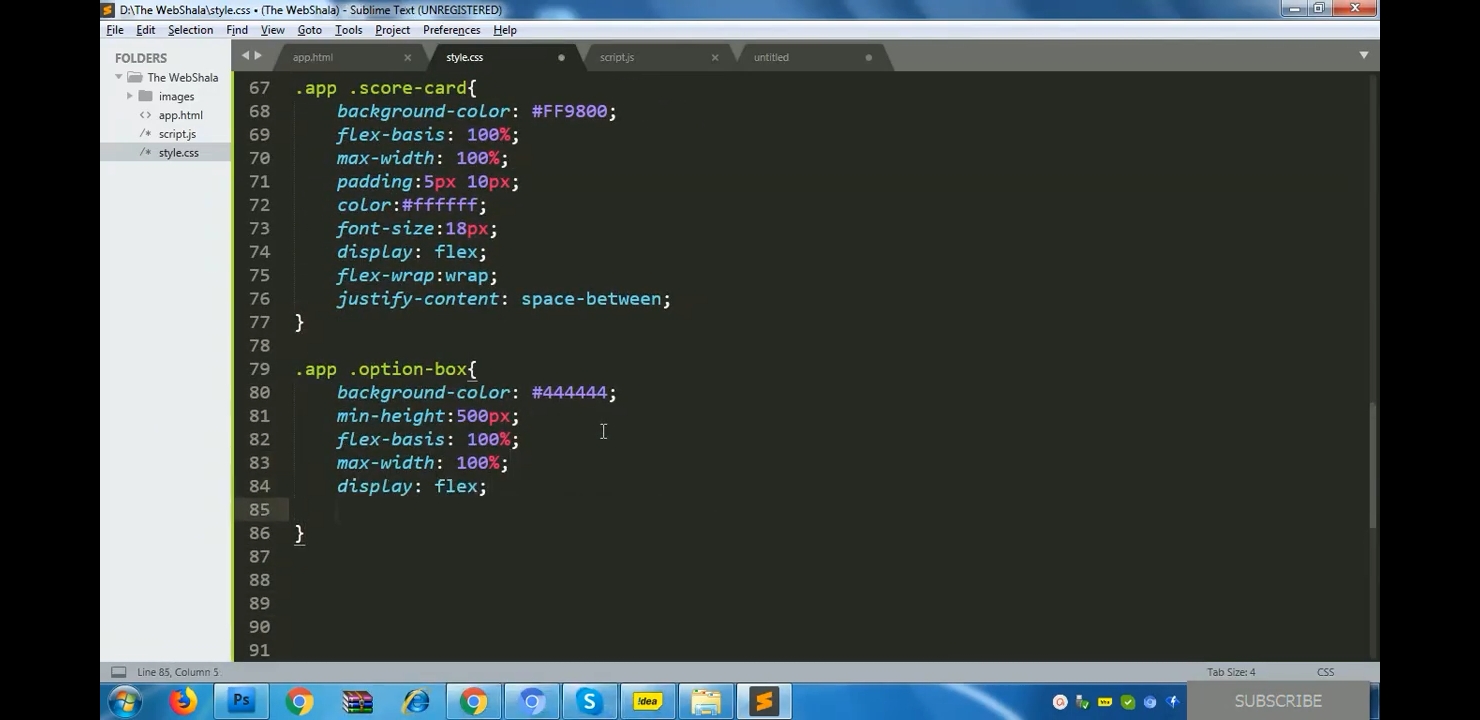 D:\The WebShala\style.css • (The WebShala) - Sublime Text (UNREGISTERED)
File Edit Selection Find View Goto Tools Project Preferences Help
FOLDERS
The WebShala
images
<> app.html
/* script.js
/* style.css
app.html style.css script.js untitled
67 .app .score-card{
68 background-color: #FF9800;
69 flex-basis: 100%;
70 max-width: 100%;
71 padding:5px 10px;
72 color:#ffffff;
73 font-size:18px;
74 display: flex;
75 flex-wrap:wrap;
76 justify-content: space-between;
77 }
78
79 .app .option-box{
80 background-color: #444444;
81 min-height:500px;
82 flex-basis: 100%;
83 max-width: 100%;
84 display: flex;
85
86 }
87
88
89
90
91
Line 85, Column 5
Tab Size: 4 CSS
Ps
!dea
SUBSCRIBE